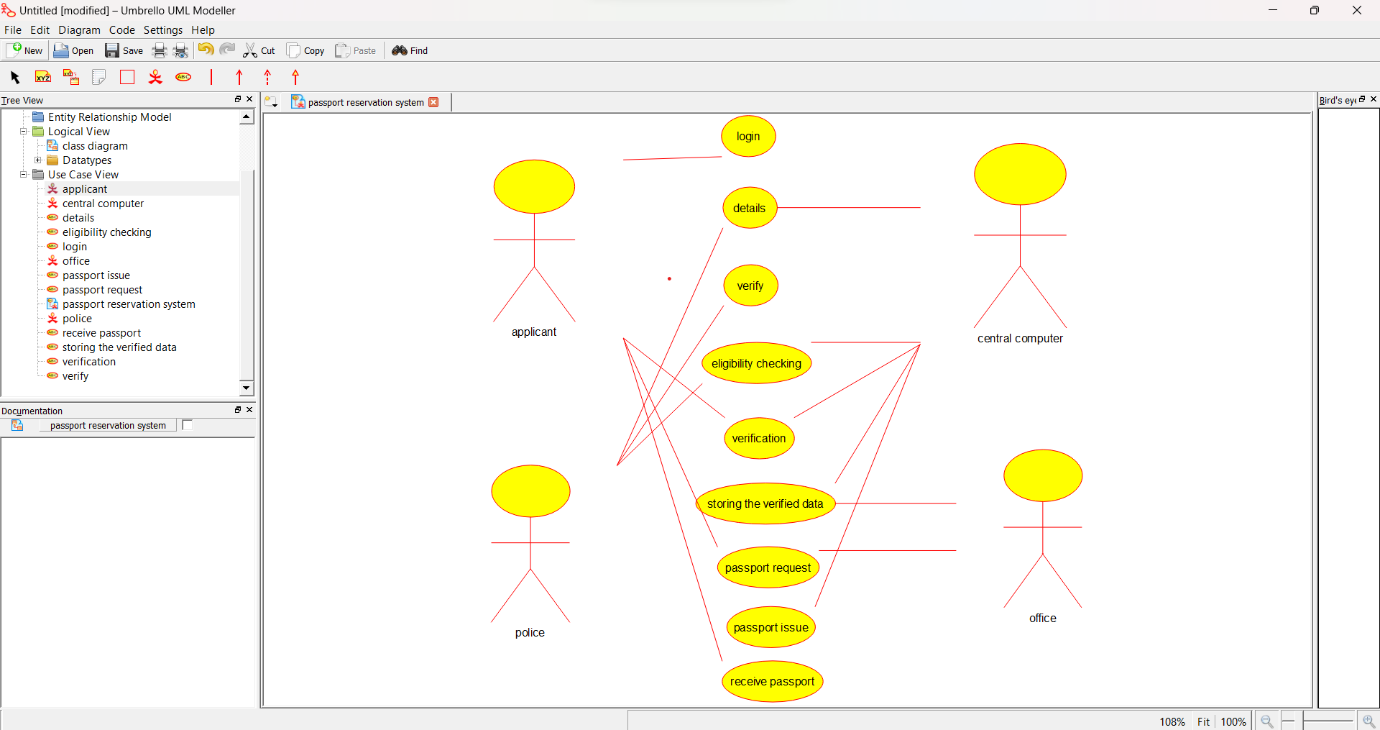 Untitled [modified] – Umbrello UML Modeller
File Edit Diagram Code Settings Help
New Open Save Cut Copy Paste Find
XYZ ABC
Tree View
passport reservation system
Bird's eye
Entity Relationship Model
Logical View
class diagram
Datatypes
Use Case View
applicant
central computer
details
eligibility checking
login
office
passport issue
passport request
passport reservation system
police
receive passport
storing the verified data
verification
verify
Documentation
passport reservation system
login
details
verify
applicant
central computer
eligibility checking
verification
storing the verified data
passport request
office
passport issue
police
receive passport
108% Fit 100%